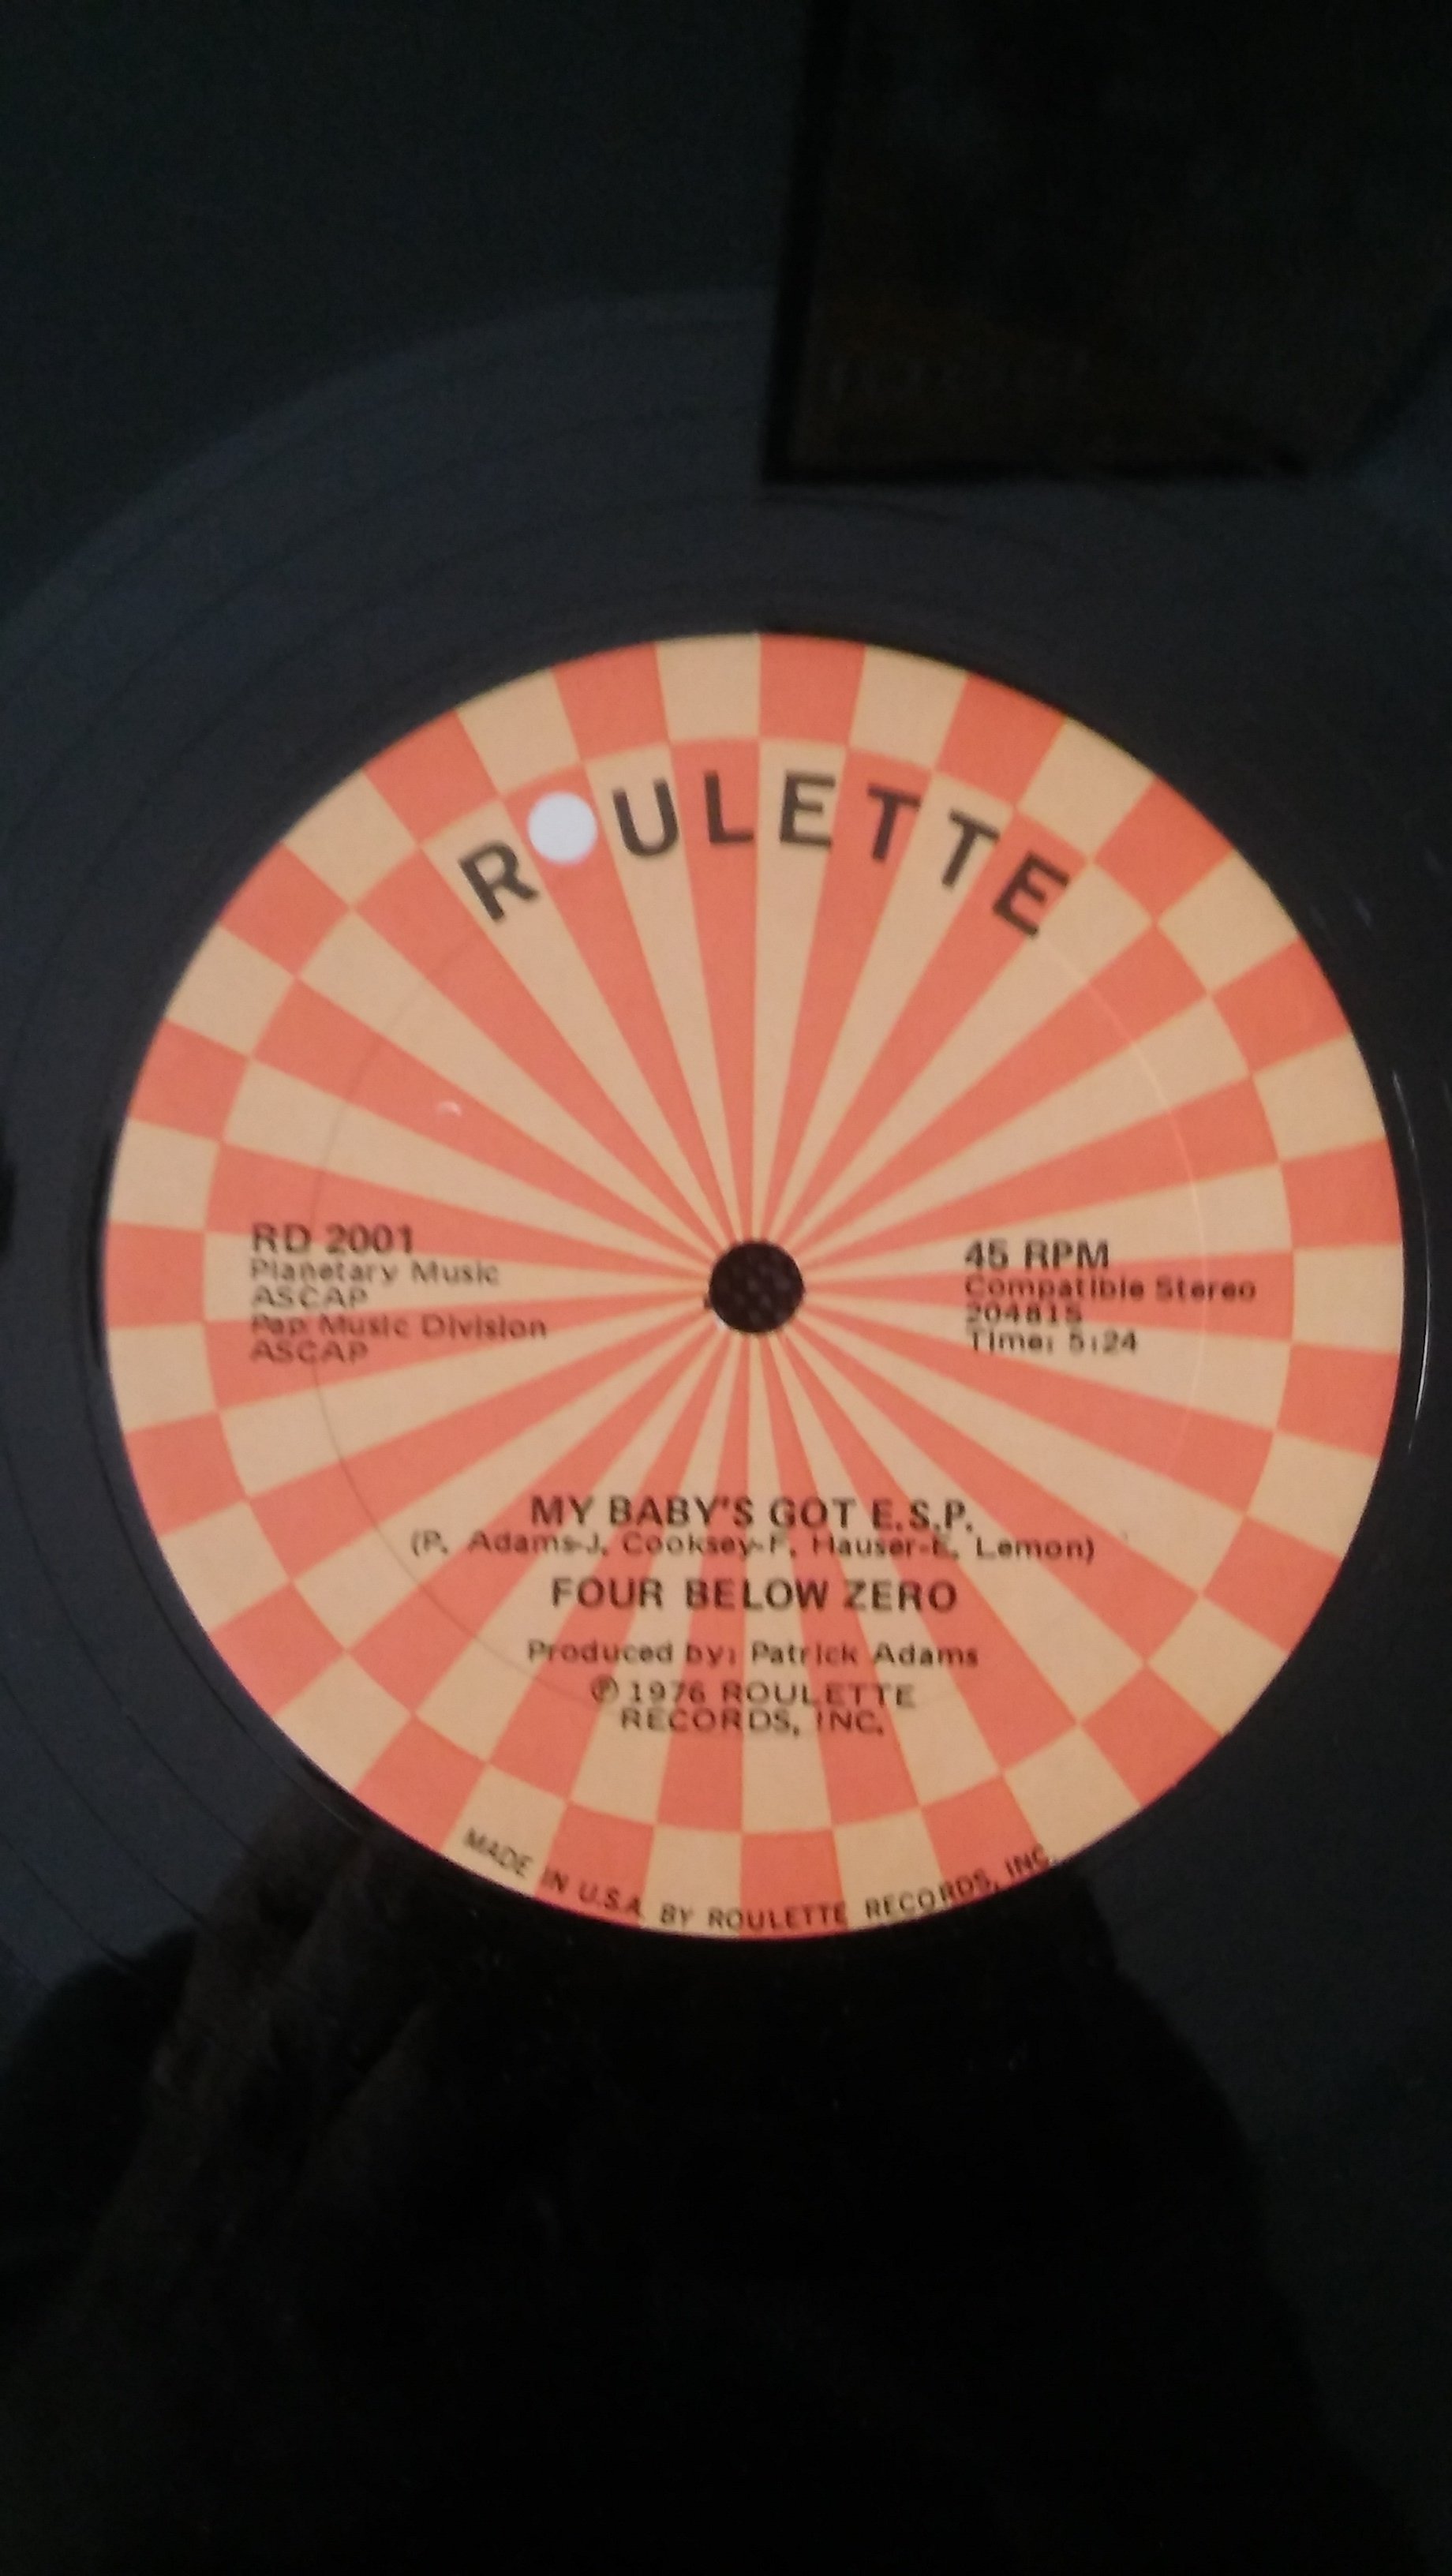 ROULETTE
RD 2001
Planetary Music
ASCAP
Pap Music Division
ASCAP
45 RPM
Compatible Stereo
20481S
Time: 5:24
MY BABY'S GOT E.S.P.
(P. Adams-J. Cooksey-F. Hauser-E. Lemon)
FOUR BELOW ZERO
Produced by: Patrick Adams
℗ 1976 ROULETTE
RECORDS, INC.
MADE IN U.S.A. BY ROULETTE RECORDS, INC.